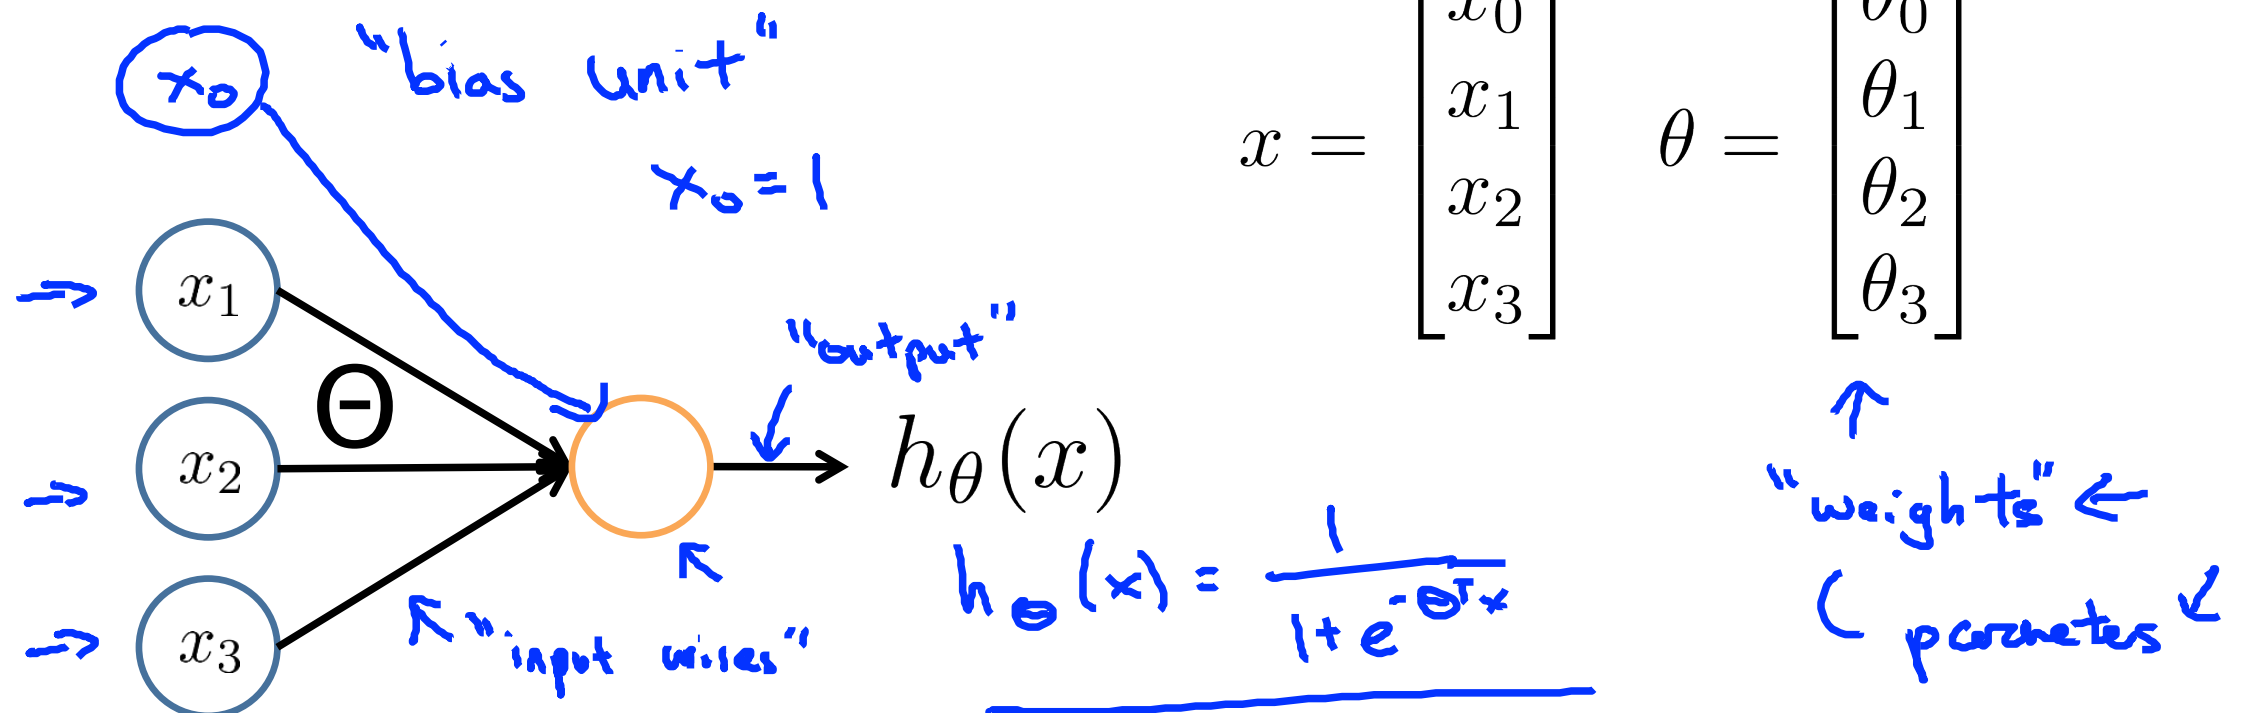 x₀ "bias unit"
x₀ = 1
x₁
x₂
x₃
Θ
"output"
h_θ(x)
h_Θ(x) = 1 / (1 + e^(-Θᵀx))
"input wires"
x = [x₀ x₁ x₂ x₃]
θ = [θ₀ θ₁ θ₂ θ₃]
"weights" ←
( parameters